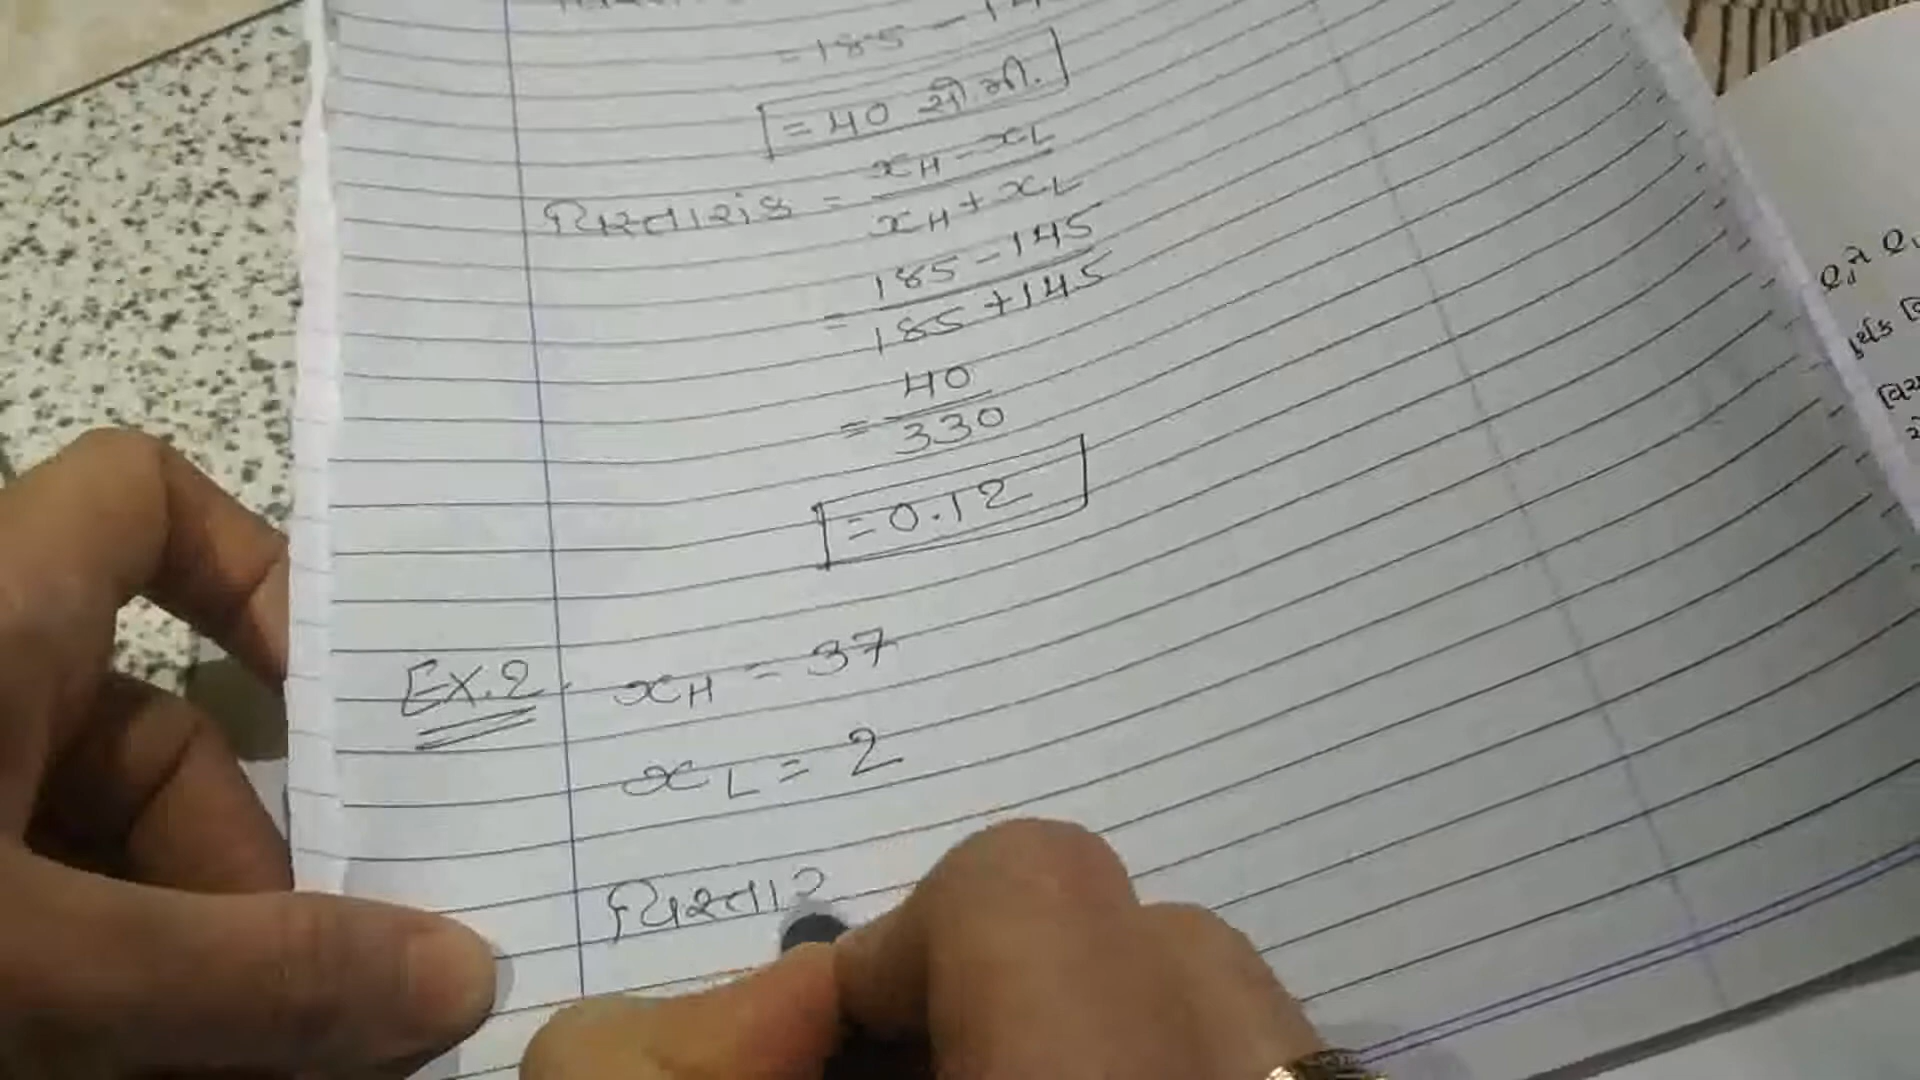 = 185 - 14
= 40 સે.મી.
વિસ્તારાંક = xH - xL / xH + xL
= 185 - 145 / 185 + 145
= 40 / 330
= 0.12
Ex.2 xH = 37
xL = 2
વિસ્તાર